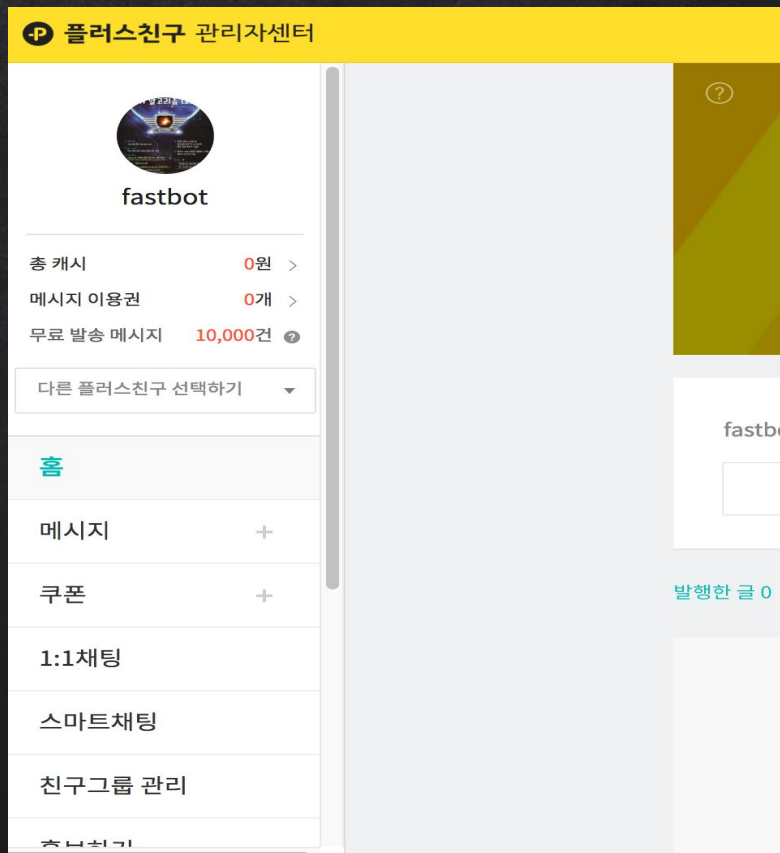 플러스친구 관리자센터
fastbot
총 캐시 0원
메시지 이용권 0개
무료 발송 메시지 10,000건
다른 플러스친구 선택하기
홈
메시지
쿠폰
1:1채팅
스마트채팅
친구그룹 관리
발행한 글 0